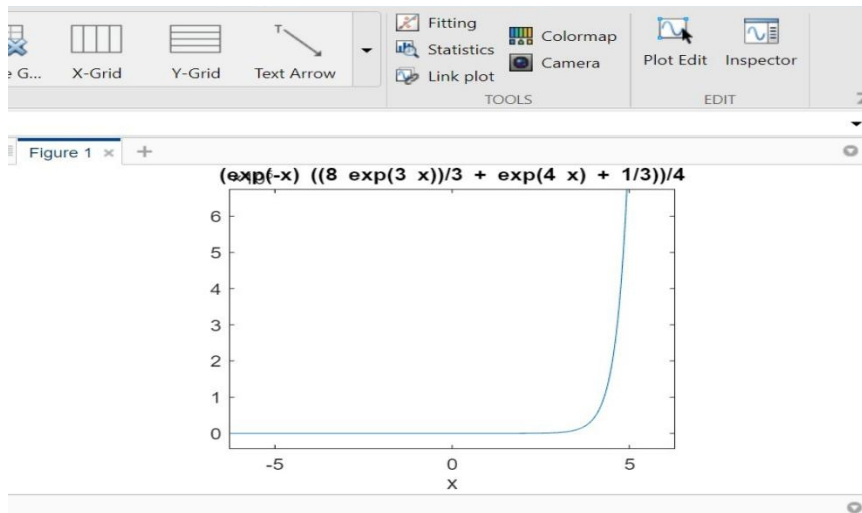 Fitting
Statistics
Link plot
Colormap
Camera
Plot Edit
Inspector
e G...
X-Grid
Y-Grid
Text Arrow
TOOLS
EDIT
Figure 1 × +
(exp(-x) ((8 exp(3 x))/3 + exp(4 x) + 1/3))/4
6
5
4
3
2
1
0
-5 0 5
x